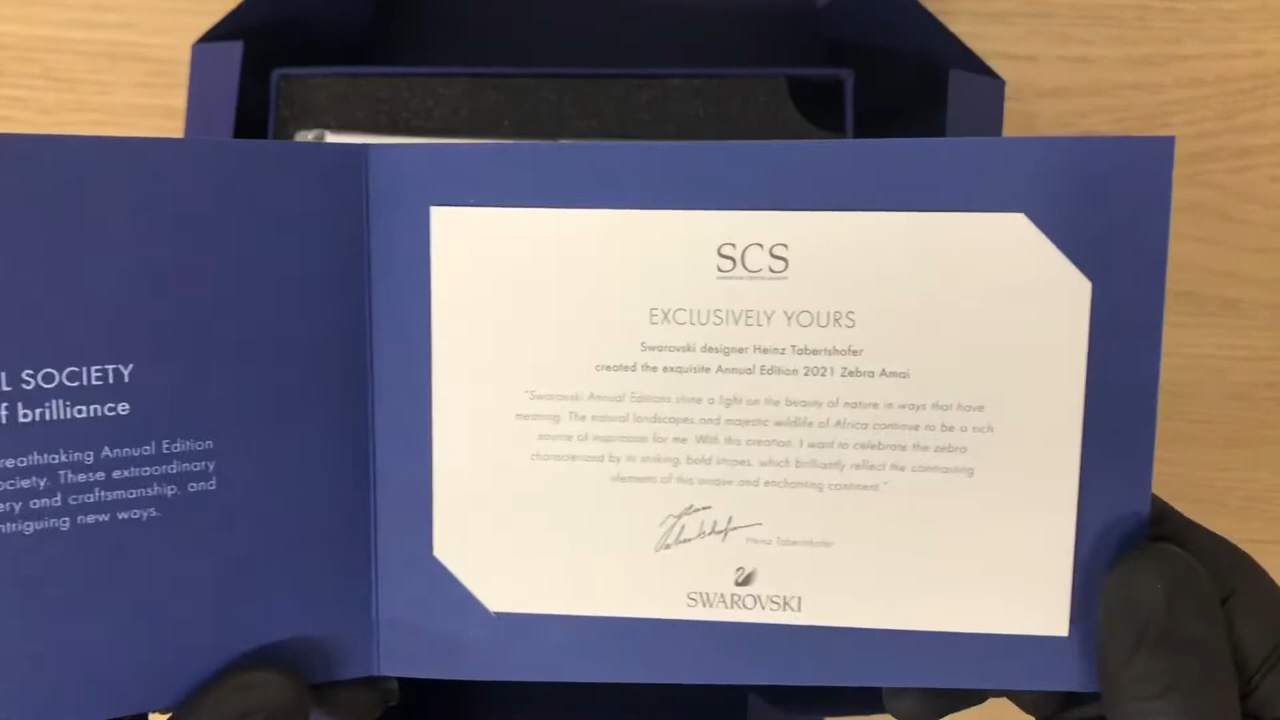 L SOCIETY
f brilliance
reathtaking Annual Edition
ociety. These extraordinary
ery and craftsmanship, and
ntriguing new ways.
SCS
EXCLUSIVELY YOURS
Swarovski designer Heinz Tabertshofer
created the exquisite Annual Edition 2021 Zebra Amai
"Swarovski Annual Editions shine a light on the beauty of nature in ways that have
meaning. The natural landscapes and majestic wildlife of Africa continue to be a rich
source of inspiration for me. With this creation, I want to celebrate the zebra
characterized by its striking, bold stripes, which brilliantly reflect the contrasting
elements of this unique and enchanting continent."
Heinz Tabertshofer
SWAROVSKI